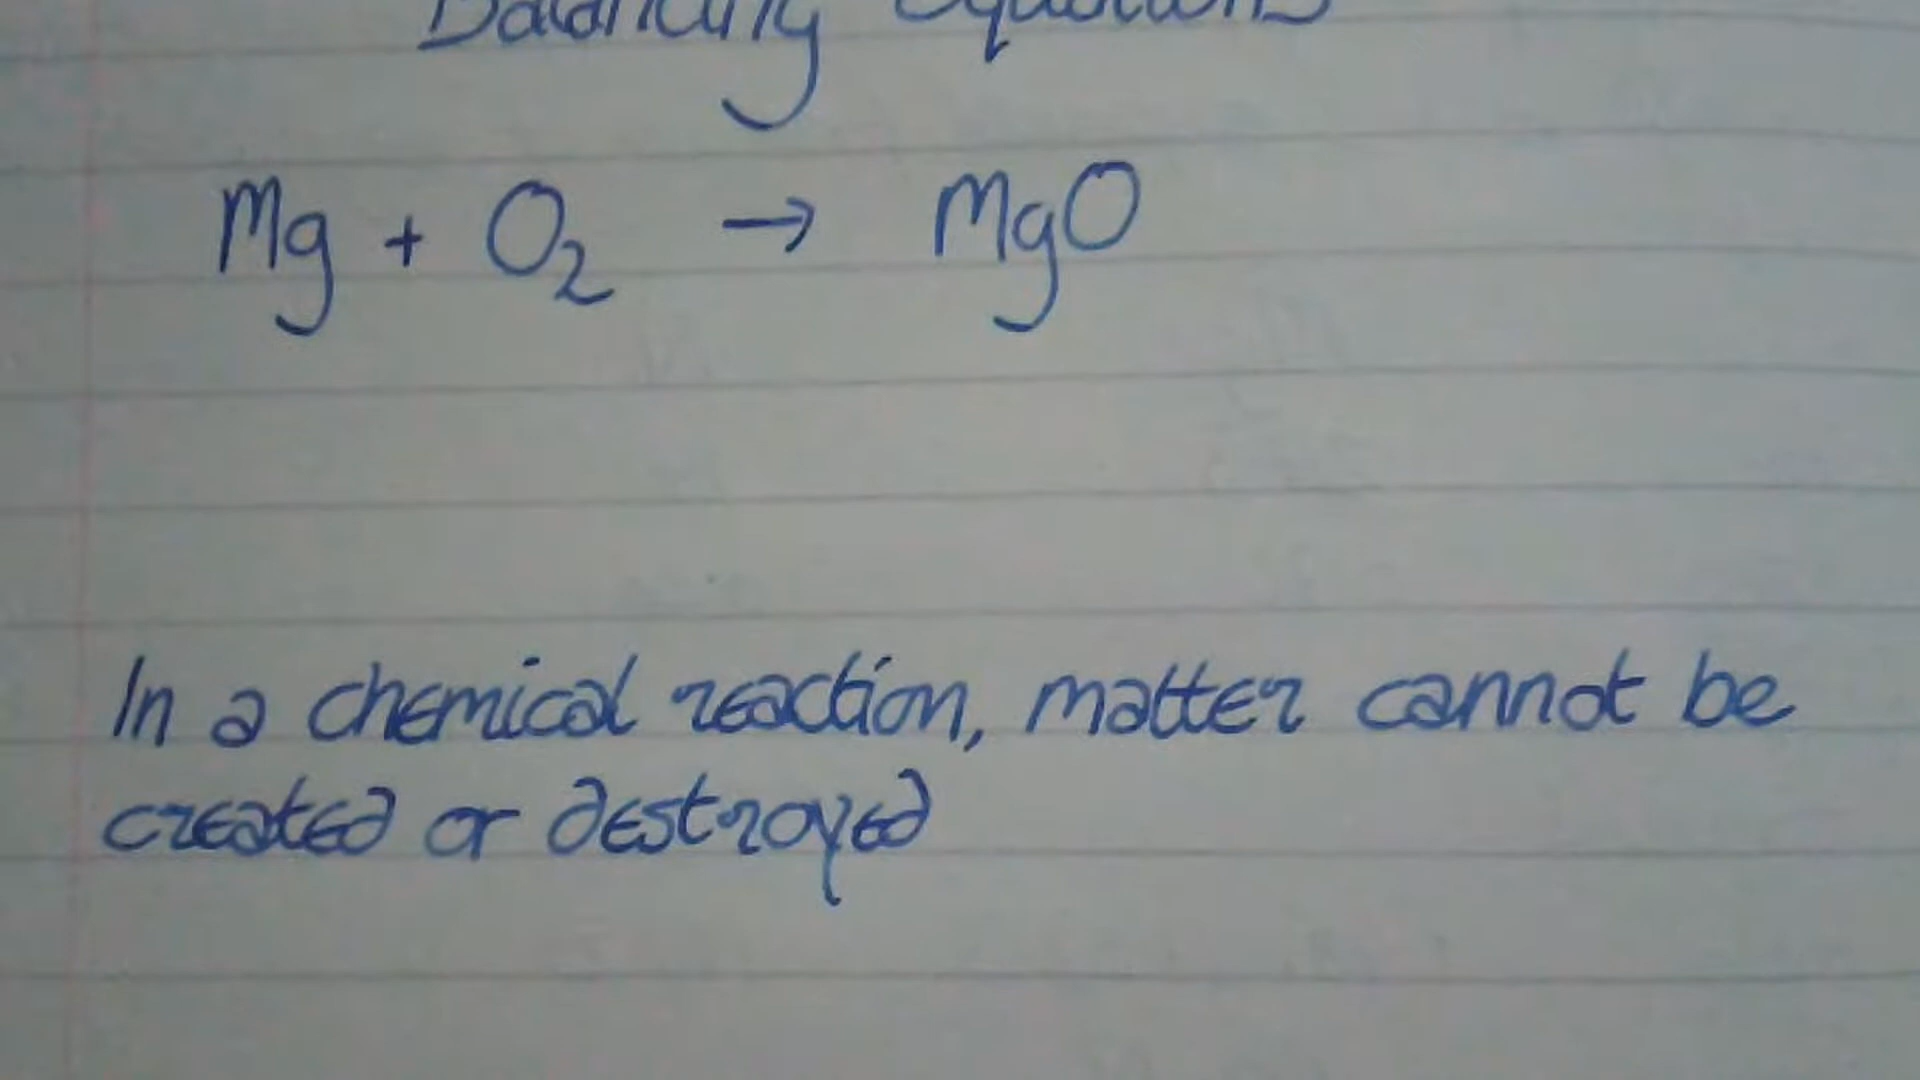 Balancing Equations
Mg + O₂ → MgO
In a chemical reaction, matter cannot be
created or destroyed